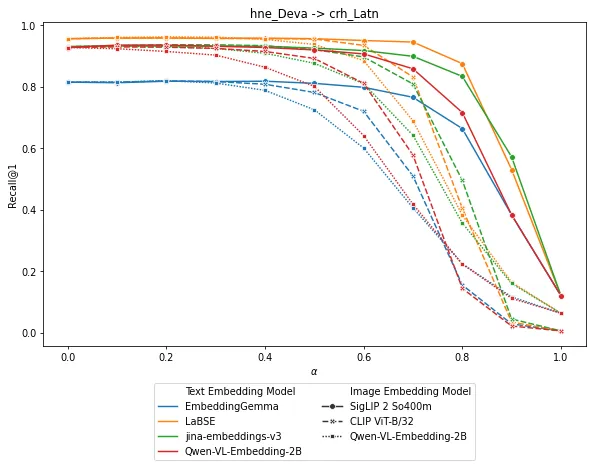 hne_Deva -> crh_Latn
Recall@1
1.0
0.8
0.6
0.4
0.2
0.0
0.0 0.2 0.4 0.6 0.8 1.0
α
Text Embedding Model
EmbeddingGemma
LaBSE
jina-embeddings-v3
Qwen-VL-Embedding-2B
Image Embedding Model
SigLIP 2 So400m
CLIP ViT-B/32
Qwen-VL-Embedding-2B